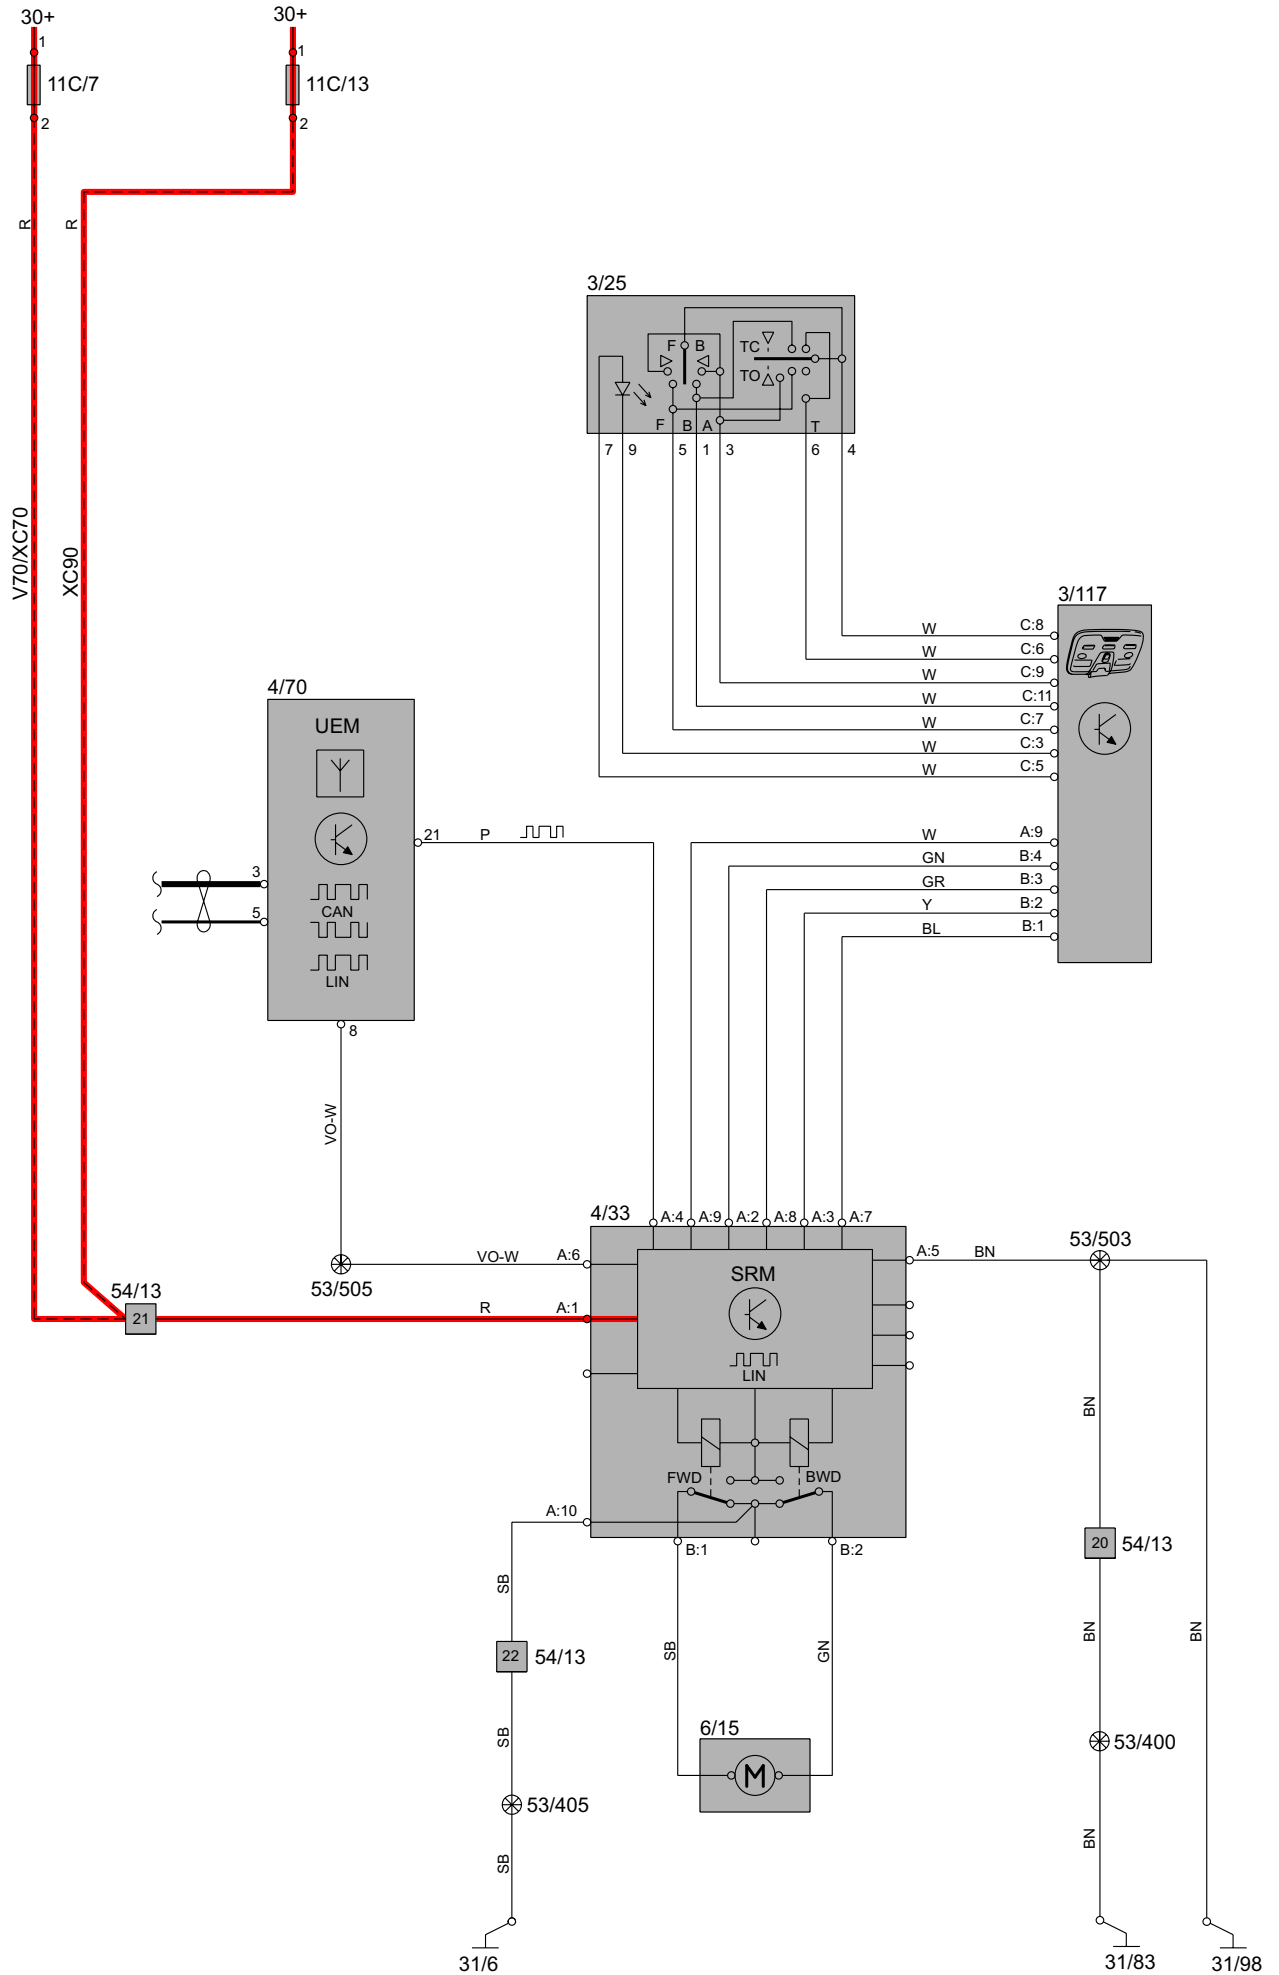 30+ 30+
1 1
11C/7 11C/13
2 2
R R
3/25
F B TC
TO
F B A T
7 9 5 1 3 6 4
V70/XC70
XC90
3/117
W C:8
W C:6
W C:9
W C:11
W C:7
W C:3
W C:5
4/70
UEM
21 P
3
CAN
5
LIN
8
W A:9
GN B:4
GR B:3
Y B:2
BL B:1
VO-W
4/33 A:4 A:9 A:2 A:8 A:3 A:7
VO-W A:6
53/505
SRM
A:5 BN 53/503
54/13
21 R A:1
LIN
BN
FWD BWD
A:10
B:1 B:2
20 54/13
SB
22 54/13
SB GN
BN BN
SB
6/15
M
53/400
53/405
BN
SB
31/6 31/83 31/98